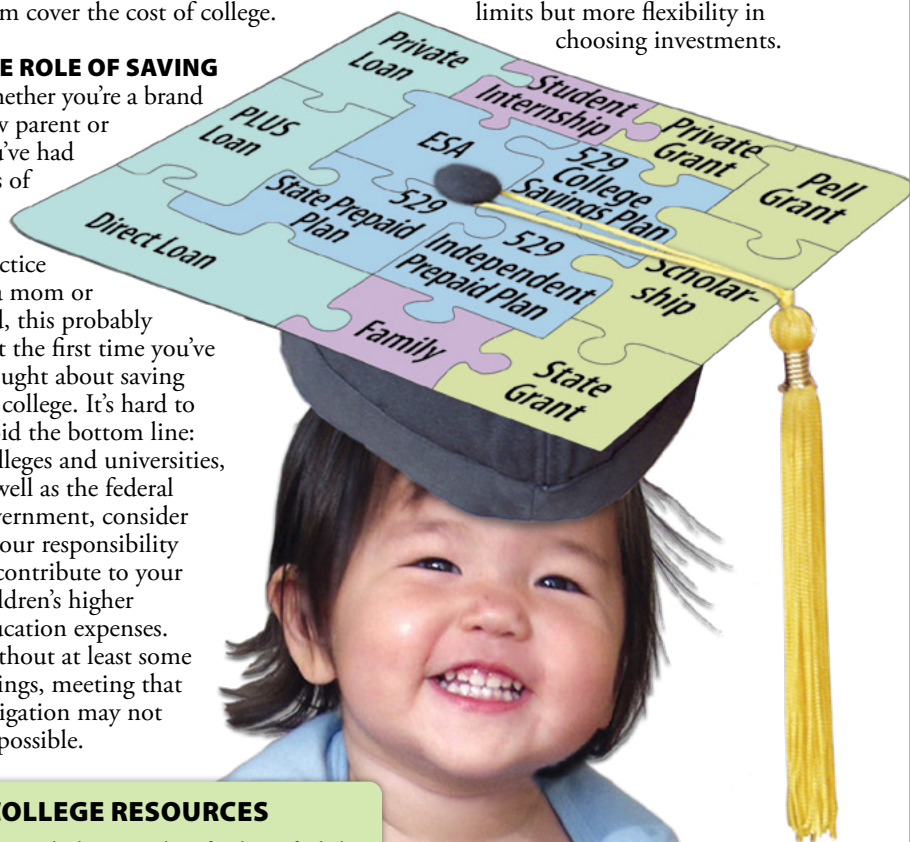 m cover the cost of college.
limits but more flexibility in
choosing investments.
E ROLE OF SAVING
hether you're a brand
w parent or
u've had
s of
ctice
a mom or
d, this probably
t the first time you've
ught about saving
college. It's hard to
oid the bottom line:
lleges and universities,
well as the federal
vernment, consider
our responsibility
contribute to your
ldren's higher
ucation expenses.
thout at least some
ings, meeting that
igation may not
possible.
Private
Loan
Student
Internship
Private
Grant
Pell
Grant
PLUS
Loan
ESA
529
College
Savings Plan
529
State Prepaid
Plan
529
Independent
Prepaid Plan
Scholar-
ship
Direct Loan
Family
State
Grant
COLLEGE RESOURCES